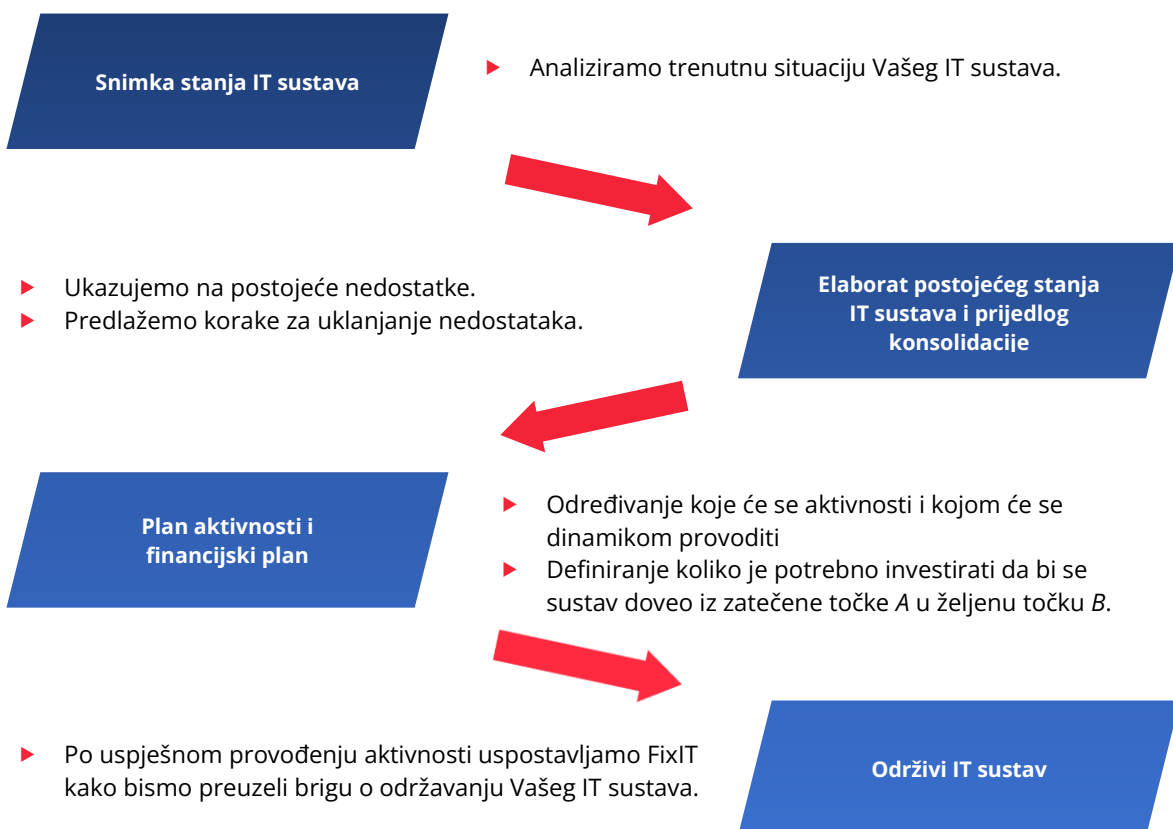 Snimka stanja IT sustava
Analiziramo trenutnu situaciju Vašeg IT sustava.
Ukazujemo na postojeće nedostatke.
Predlažemo korake za uklanjanje nedostataka.
Elaborat postojećeg stanja
IT sustava i prijedlog
konsolidacije
Plan aktivnosti i
financijski plan
Određivanje koje će se aktivnosti i kojom će se
dinamikom provoditi
Definiranje koliko je potrebno investirati da bi se
sustav doveo iz zatečene točke A u željenu točku B.
Po uspješnom provođenju aktivnosti uspostavljamo FixIT
kako bismo preuzeli brigu o održavanju Vašeg IT sustava.
Održivi IT sustav